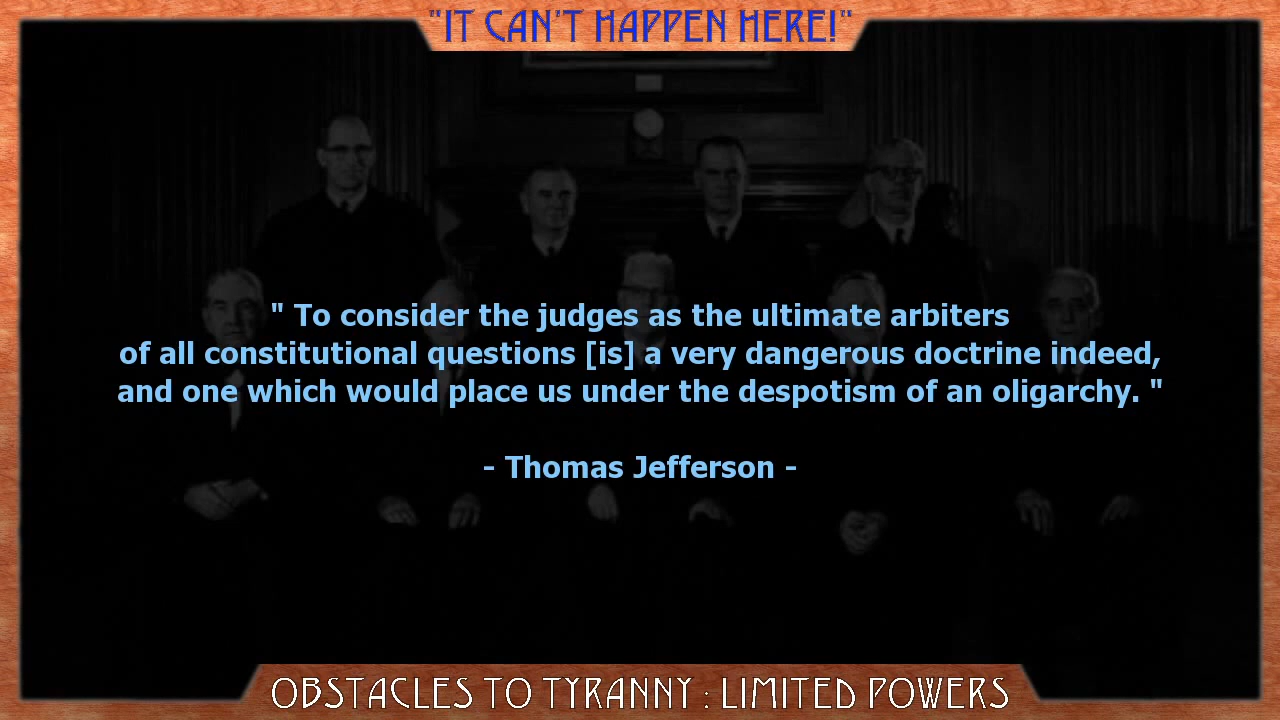 "IT CAN'T HAPPEN HERE!"
" To consider the judges as the ultimate arbiters
of all constitutional questions [is] a very dangerous doctrine indeed,
and one which would place us under the despotism of an oligarchy. "
- Thomas Jefferson -
OBSTACLES TO TYRANNY : LIMITED POWERS